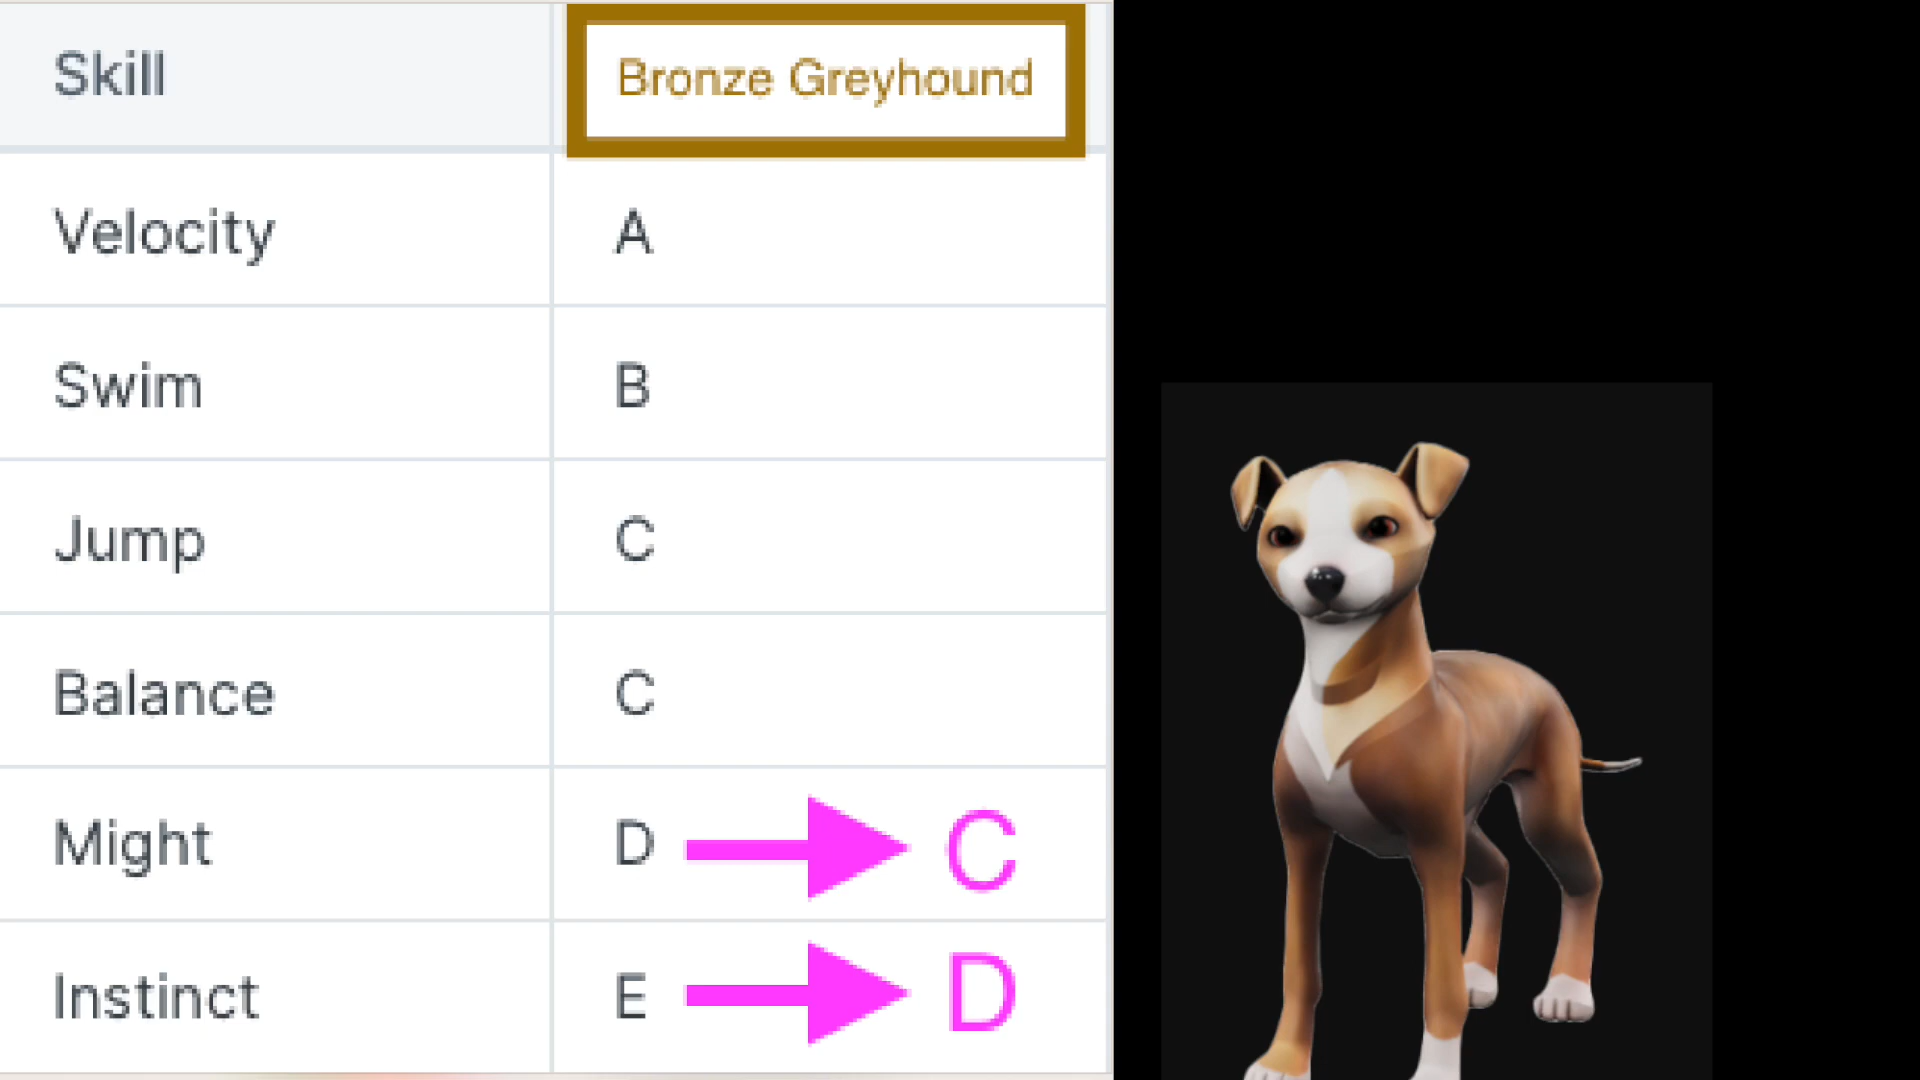 Skill Bronze Greyhound
Velocity A
Swim B
Jump C
Balance C
Might D C
Instinct E D